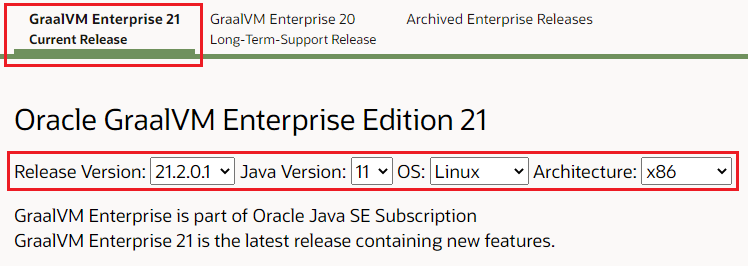 GraalVM Enterprise 21 GraalVM Enterprise 20 Archived Enterprise Releases
Current Release Long-Term-Support Release
Oracle GraalVM Enterprise Edition 21
Release Version: 21.2.0.1 Java Version: 11 OS: Linux Architecture: x86
GraalVM Enterprise is part of Oracle Java SE Subscription
GraalVM Enterprise 21 is the latest release containing new features.